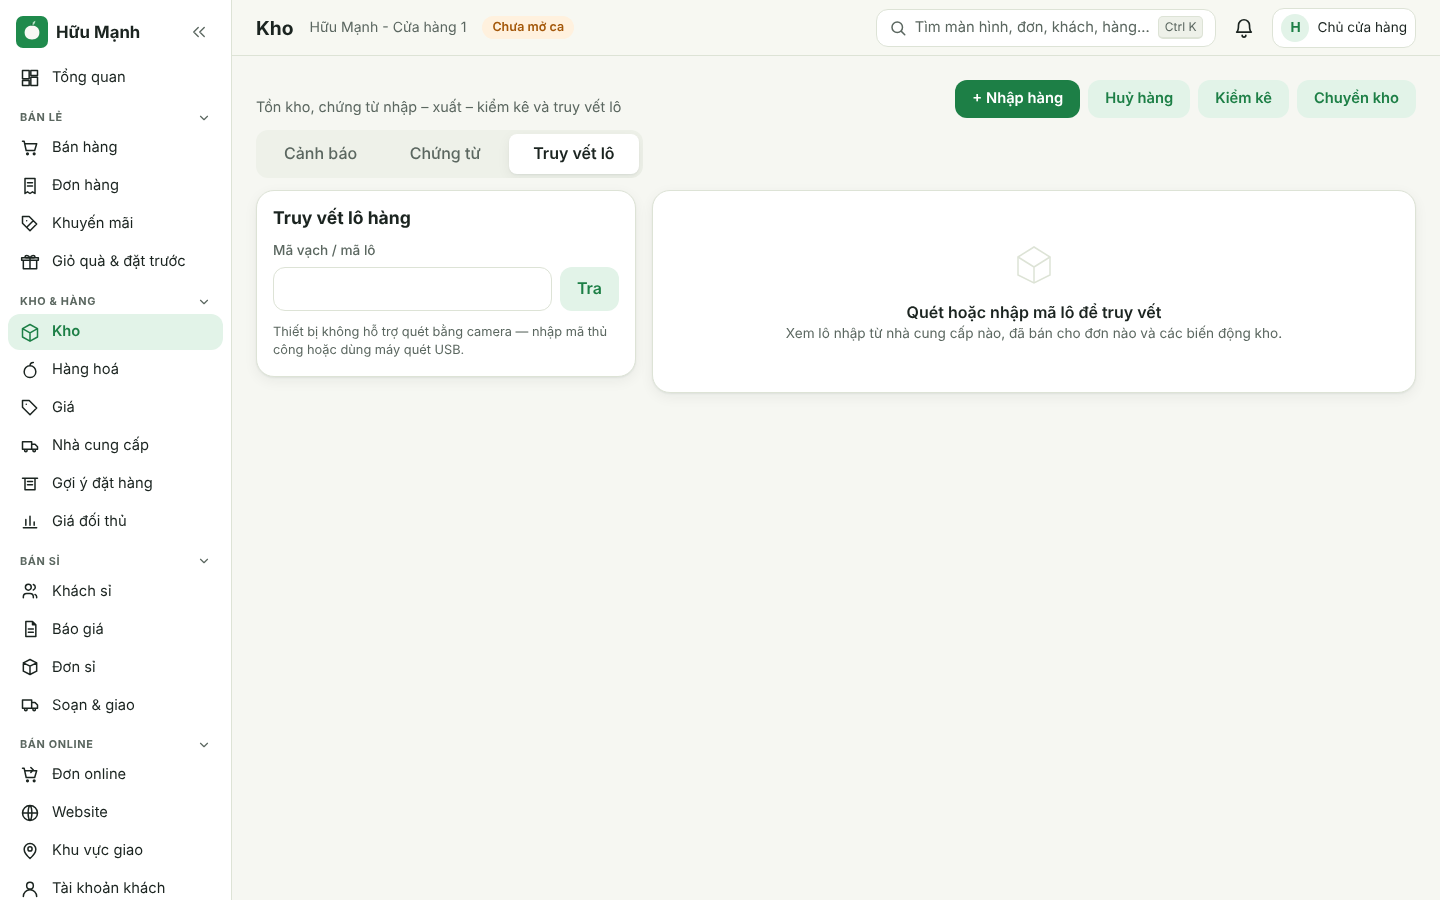 Hữu Mạnh
Tổng quan
BÁN LẺ
Bán hàng
Đơn hàng
Khuyến mãi
Giỏ quà & đặt trước
KHO & HÀNG
Kho
Hàng hoá
Giá
Nhà cung cấp
Gợi ý đặt hàng
Giá đối thủ
BÁN SỈ
Khách sỉ
Báo giá
Đơn sỉ
Soạn & giao
BÁN ONLINE
Đơn online
Website
Khu vực giao
Tài khoản khách
Kho Hữu Mạnh - Cửa hàng 1 Chưa mở ca
Tìm màn hình, đơn, khách, hàng... Ctrl K
H Chủ cửa hàng
Tồn kho, chứng từ nhập – xuất – kiểm kê và truy vết lô
+ Nhập hàng Huỷ hàng Kiểm kê Chuyển kho
Cảnh báo Chứng từ Truy vết lô
Truy vết lô hàng
Mã vạch / mã lô
Tra
Thiết bị không hỗ trợ quét bằng camera — nhập mã thủ
công hoặc dùng máy quét USB.
Quét hoặc nhập mã lô để truy vết
Xem lô nhập từ nhà cung cấp nào, đã bán cho đơn nào và các biến động kho.